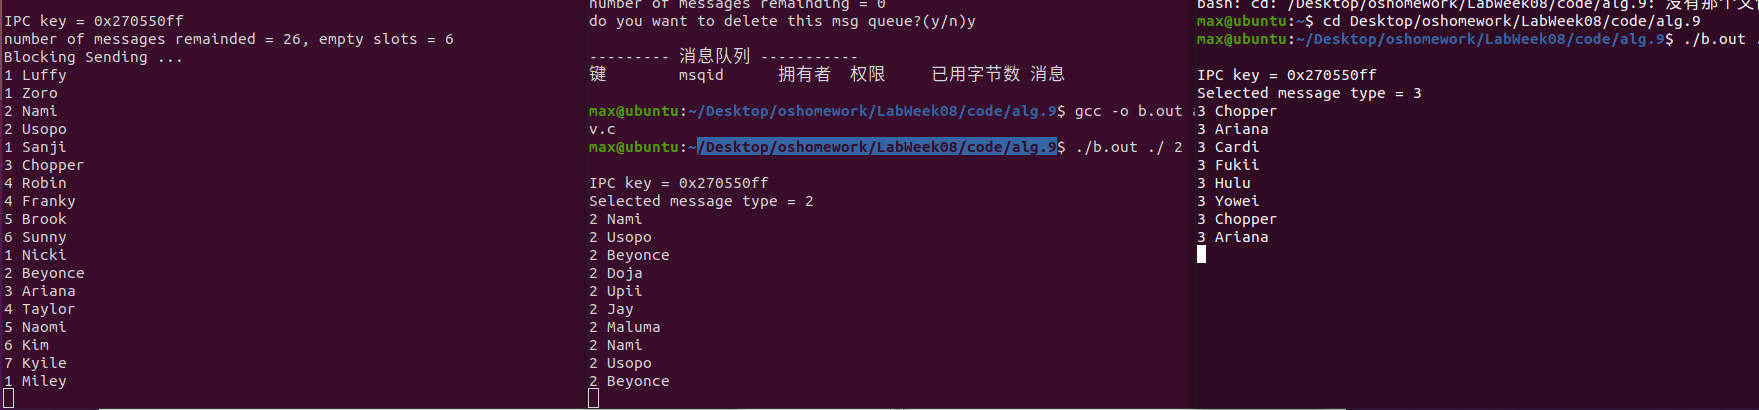 IPC key = 0x270550ff
number of messages remainded = 26, empty slots = 6
Blocking Sending ...
1 Luffy
1 Zoro
2 Nami
2 Usopo
1 Sanji
3 Chopper
4 Robin
4 Franky
5 Brook
6 Sunny
1 Nicki
2 Beyonce
3 Ariana
4 Taylor
5 Naomi
6 Kim
7 Kyile
1 Miley
number of messages remainding = 0
do you want to delete this msg queue?(y/n)y
--------- 消息队列 -----------
键 msqid 拥有者 权限 已用字节数 消息
max@ubuntu:~/Desktop/oshomework/LabWeek08/code/alg.9$ gcc -o b.out
v.c
max@ubuntu:~/Desktop/oshomework/LabWeek08/code/alg.9$ ./b.out ./ 2
IPC key = 0x270550ff
Selected message type = 2
2 Nami
2 Usopo
2 Beyonce
2 Doja
2 Upii
2 Jay
2 Maluma
2 Nami
2 Usopo
2 Beyonce
bash: cd: /Desktop/oshomework/LabWeek08/code/alg.9: 没有那个文
max@ubuntu:~$ cd Desktop/oshomework/LabWeek08/code/alg.9
max@ubuntu:~/Desktop/oshomework/LabWeek08/code/alg.9$ ./b.out .
IPC key = 0x270550ff
Selected message type = 3
3 Chopper
3 Ariana
3 Cardi
3 Fukii
3 Hulu
3 Yowei
3 Chopper
3 Ariana